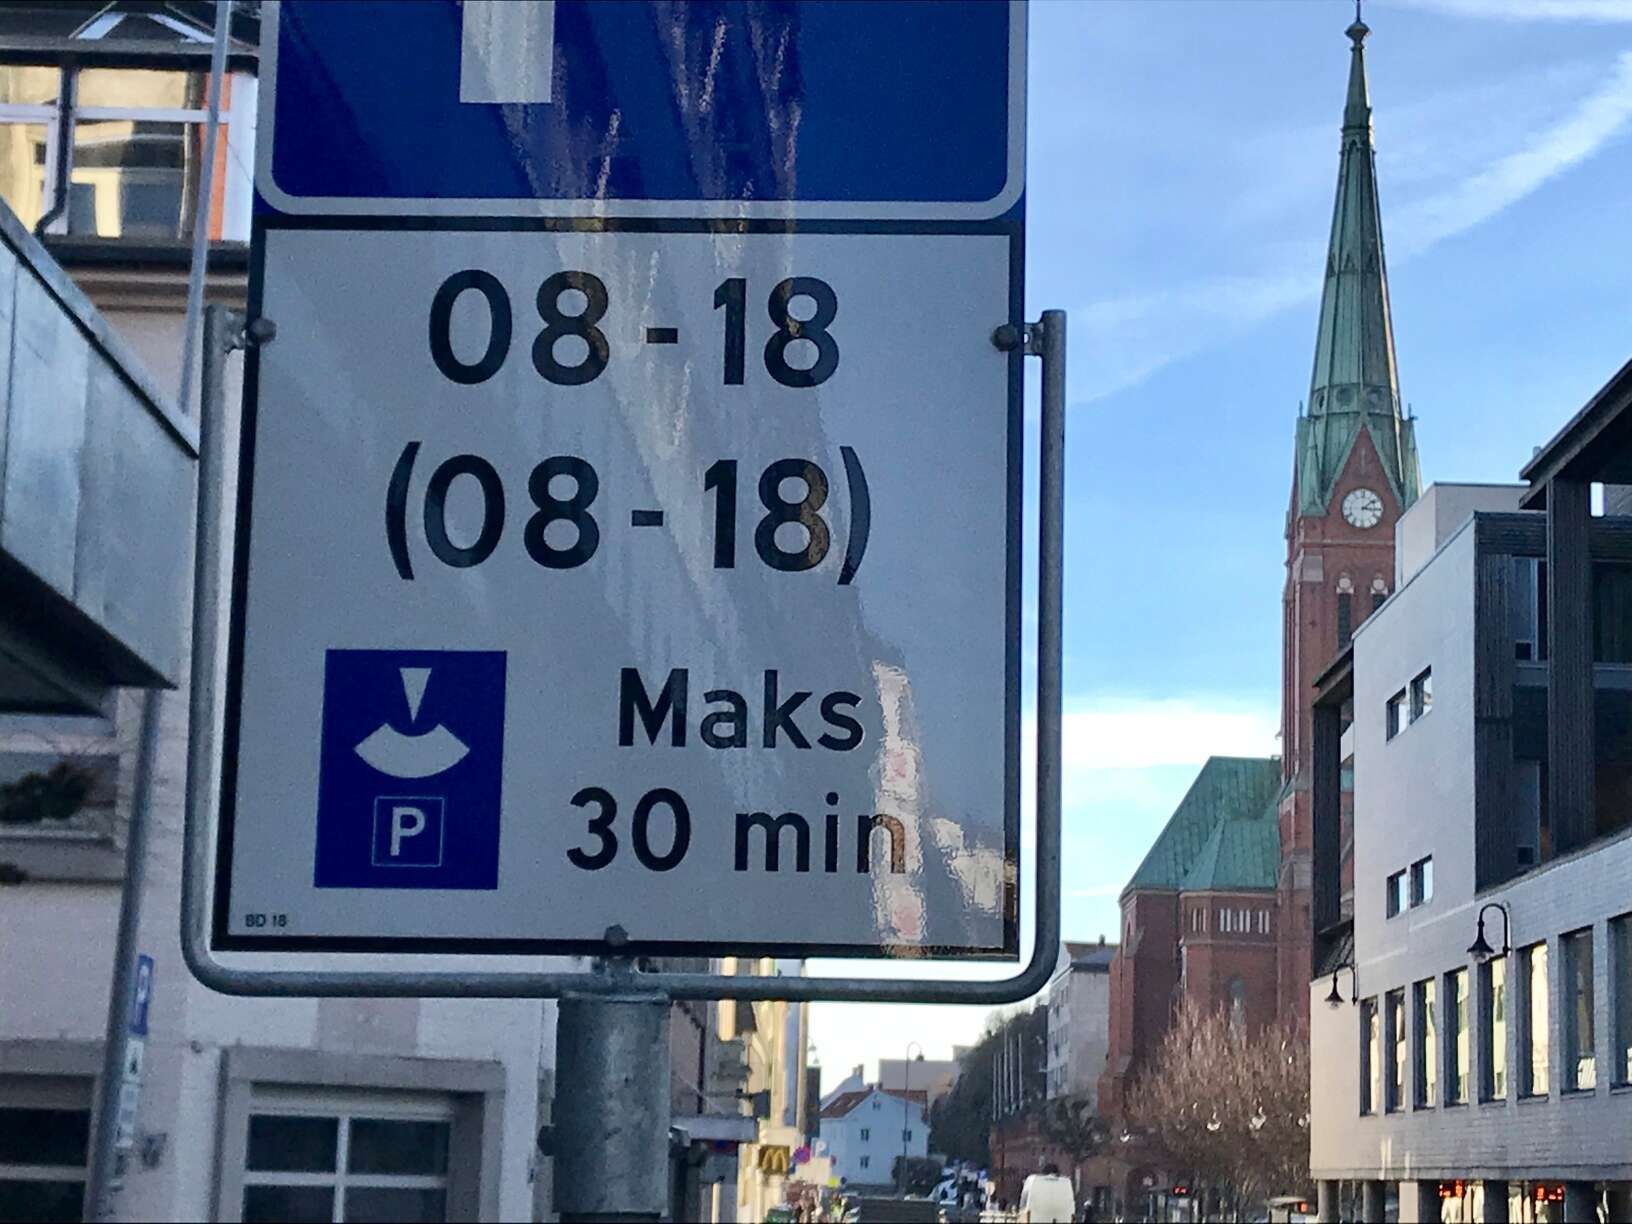 08 - 18
(08 - 18)
Maks
30 min
P
BD 18